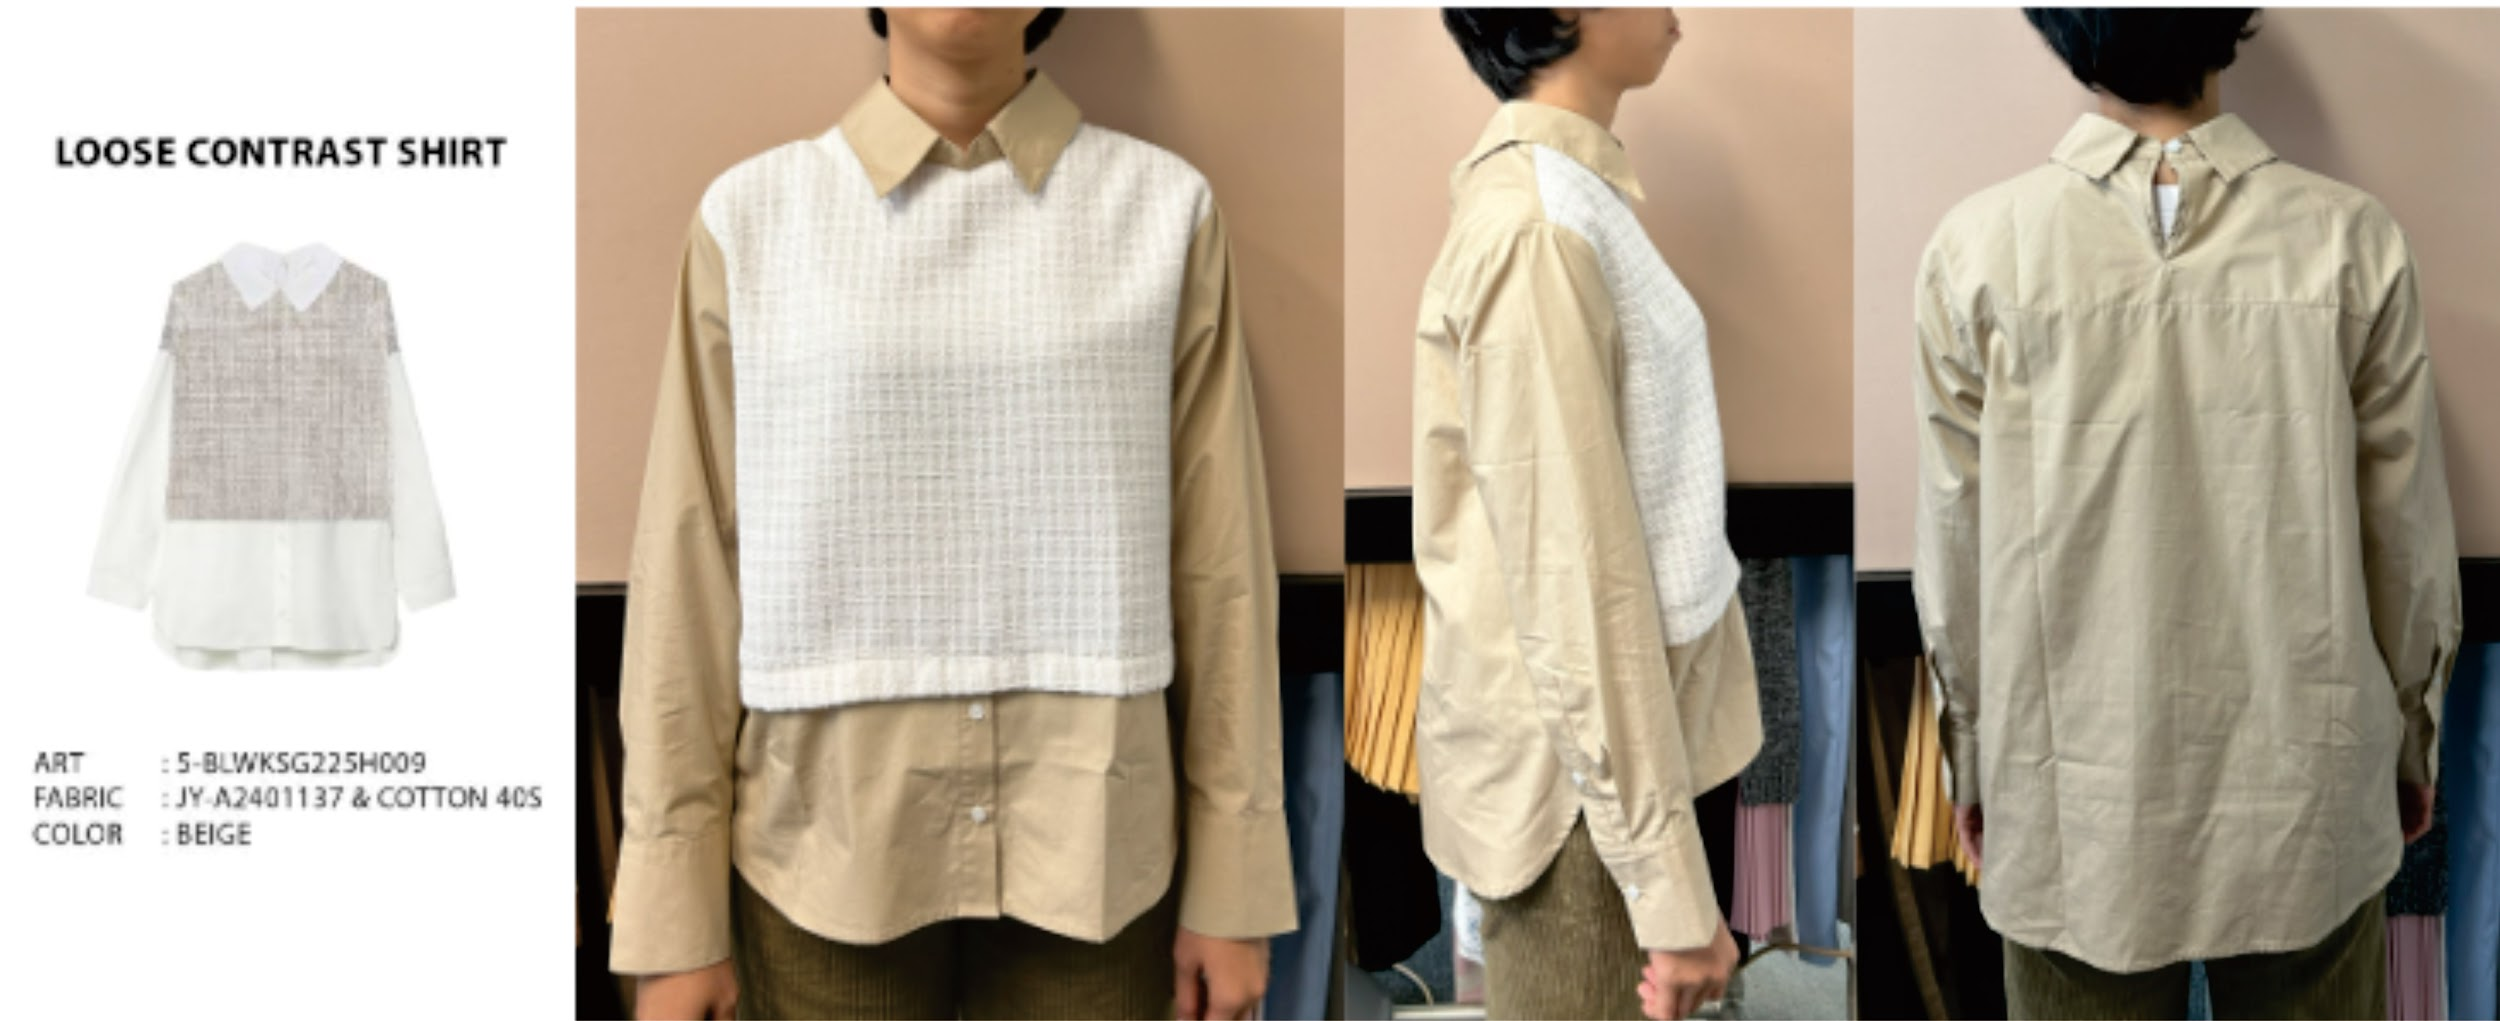 LOOSE CONTRAST SHIRT
ART : 5-BLWKSG225H009
FABRIC : JY-A2401137 & COTTON 40S
COLOR : BEIGE